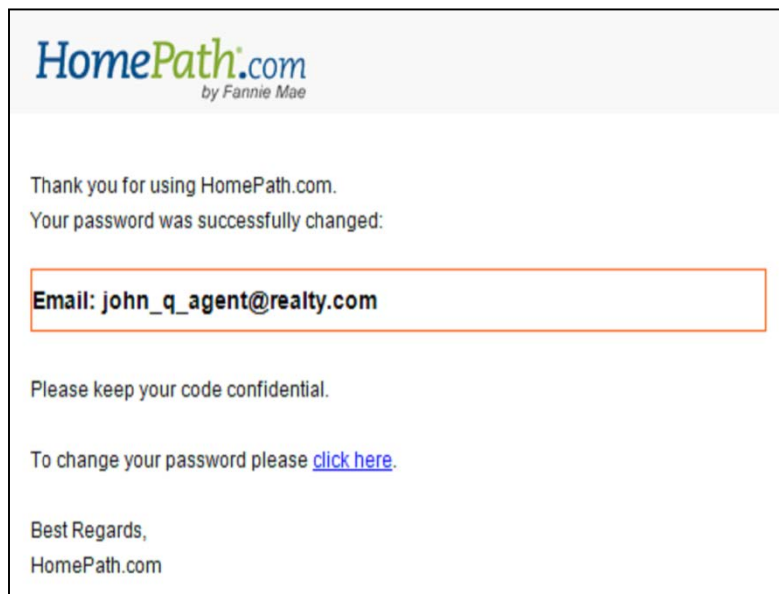 HomePath.com
by Fannie Mae
Thank you for using HomePath.com.
Your password was successfully changed:
Email: john_q_agent@realty.com
Please keep your code confidential.
To change your password please click here.
Best Regards,
HomePath.com